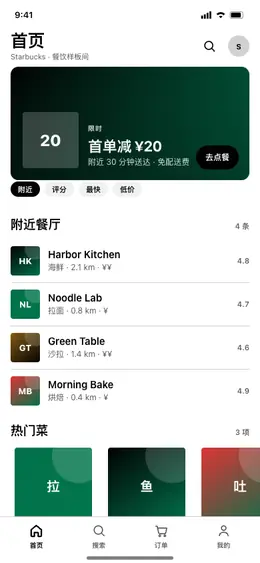 9:41
首页
Starbucks · 餐饮样板间
S
20
限时
首单减 ¥20
附近 30 分钟送达 · 免配送费
去点餐
附近
评分
最快
低价
附近餐厅
4 条
HK
Harbor Kitchen
海鲜 · 2.1 km · ¥¥
4.8
NL
Noodle Lab
拉面 · 0.8 km · ¥
4.7
GT
Green Table
沙拉 · 1.4 km · ¥¥
4.6
MB
Morning Bake
烘焙 · 0.4 km · ¥
4.9
热门菜
3 项
拉
鱼
吐
首页
搜索
订单
我的